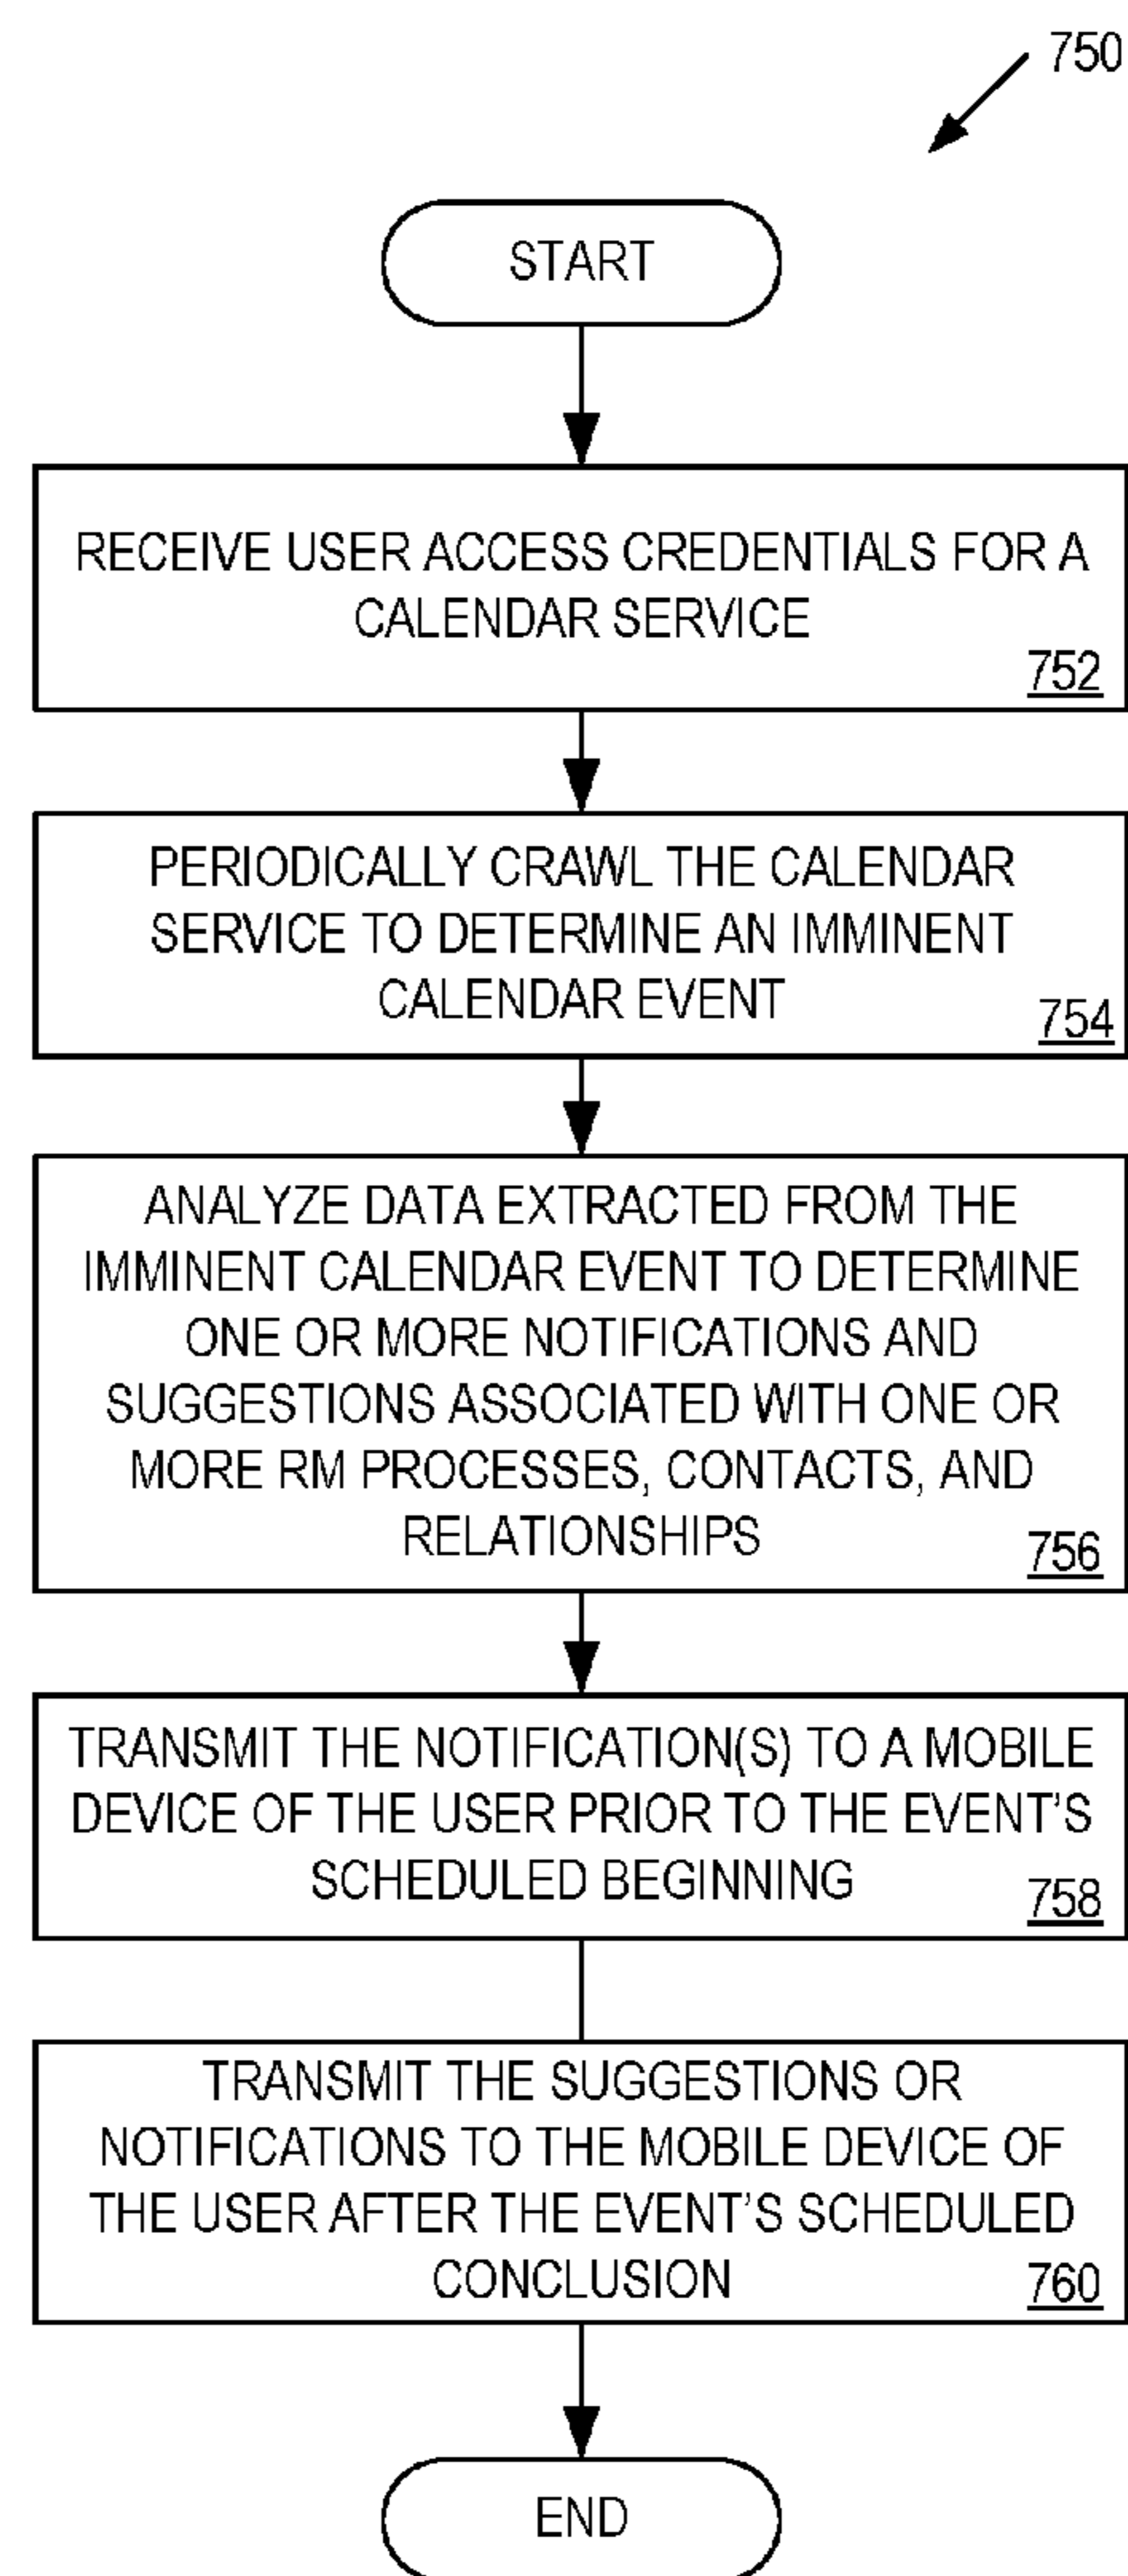 750
START
RECEIVE USER ACCESS CREDENTIALS FOR A
CALENDAR SERVICE
752
PERIODICALLY CRAWL THE CALENDAR
SERVICE TO DETERMINE AN IMMINENT
CALENDAR EVENT
754
ANALYZE DATA EXTRACTED FROM THE
IMMINENT CALENDAR EVENT TO DETERMINE
ONE OR MORE NOTIFICATIONS AND
SUGGESTIONS ASSOCIATED WITH ONE OR
MORE RM PROCESSES, CONTACTS, AND
RELATIONSHIPS
756
TRANSMIT THE NOTIFICATION(S) TO A MOBILE
DEVICE OF THE USER PRIOR TO THE EVENT’S
SCHEDULED BEGINNING
758
TRANSMIT THE SUGGESTIONS OR
NOTIFICATIONS TO THE MOBILE DEVICE OF
THE USER AFTER THE EVENT’S SCHEDULED
CONCLUSION
760
END